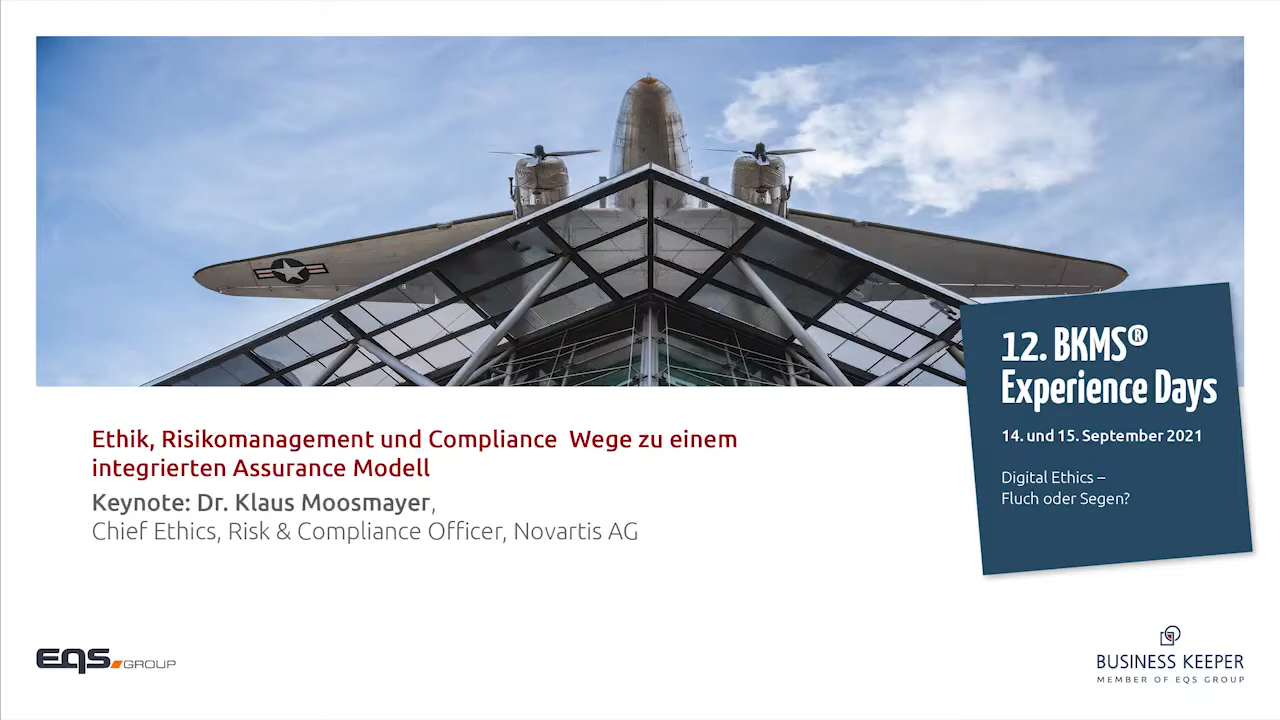 12. BKMS®
Experience Days
14. und 15. September 2021
Digital Ethics –
Fluch oder Segen?
Ethik, Risikomanagement und Compliance  Wege zu einem
integrierten Assurance Modell
Keynote: Dr. Klaus Moosmayer,
Chief Ethics, Risk & Compliance Officer, Novartis AG
EQS GROUP
BUSINESS KEEPER
MEMBER OF EQS GROUP